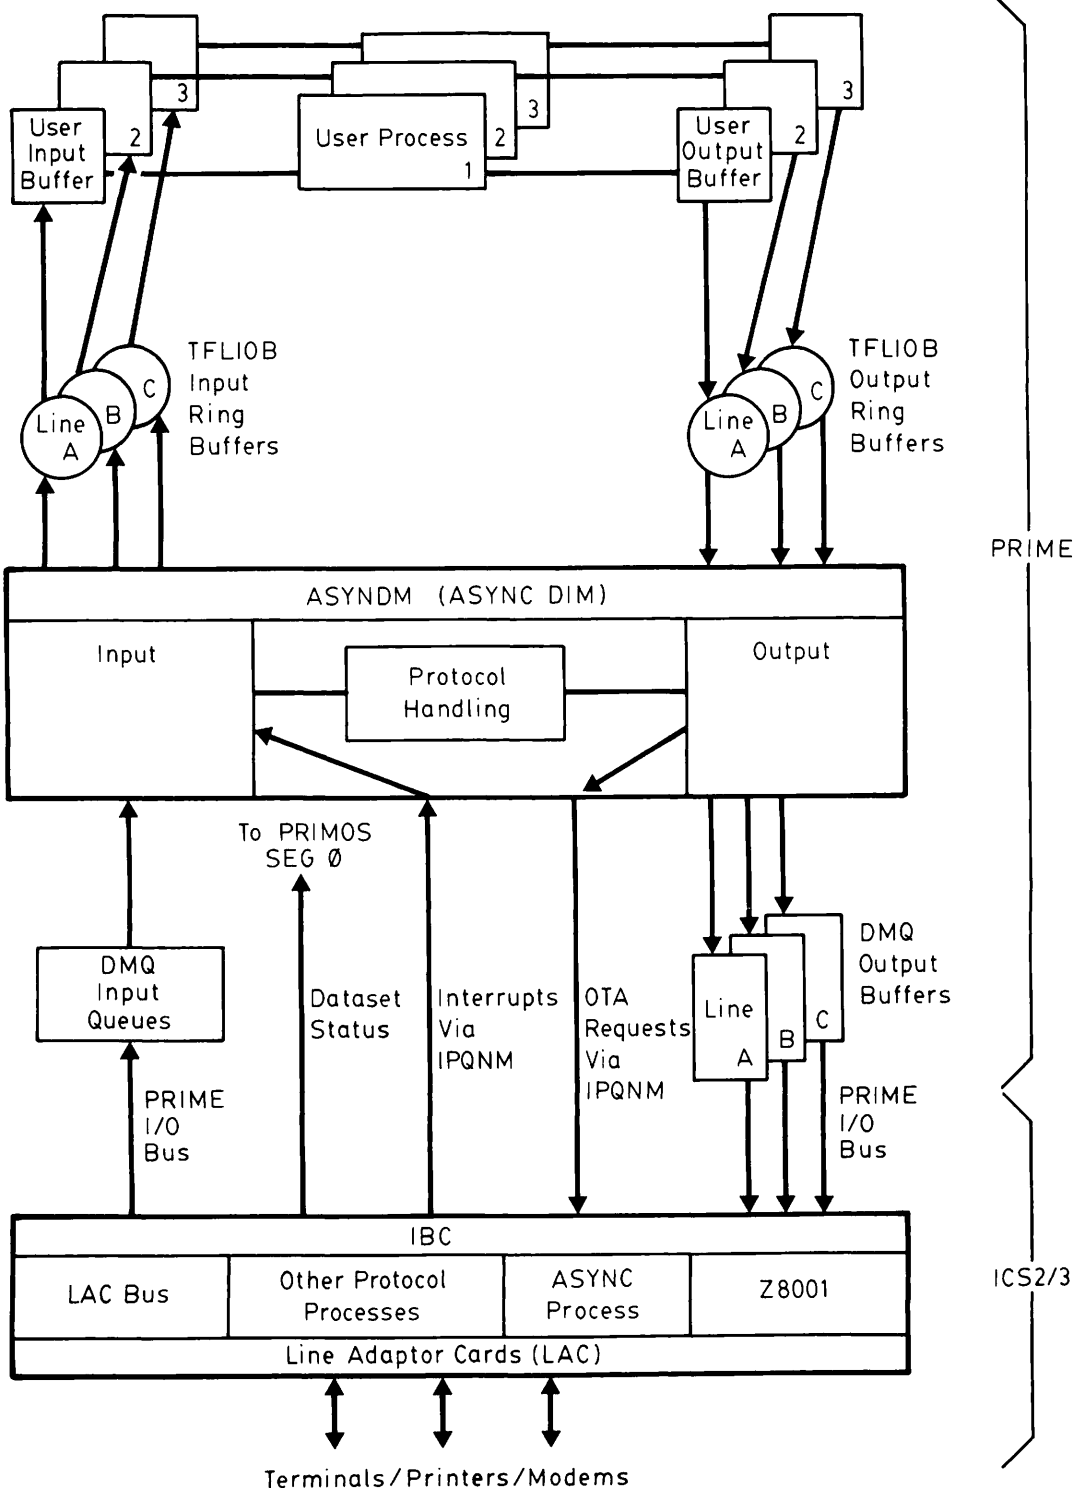 3
3
3
2
2
2
User
Input
Buffer
User Process
1
User
Output
Buffer
TFLIOB
Input
Ring
Buffers
C
B
Line
A
TFLIOB
Output
Ring
Buffers
C
B
Line
A
PRIME
ASYNDM (ASYNC DIM)
Input
Protocol
Handling
Output
To PRIMOS
SEG Ø
DMQ
Input
Queues
Dataset
Status
Interrupts
Via
IPQNM
OTA
Requests
Via
IPQNM
Line
A
B
C
DMQ
Output
Buffers
PRIME
I/O
Bus
PRIME
I/O
Bus
IBC
LAC Bus
Other Protocol
Processes
ASYNC
Process
Z8001
ICS2/3
Line Adaptor Cards (LAC)
Terminals/Printers/Modems